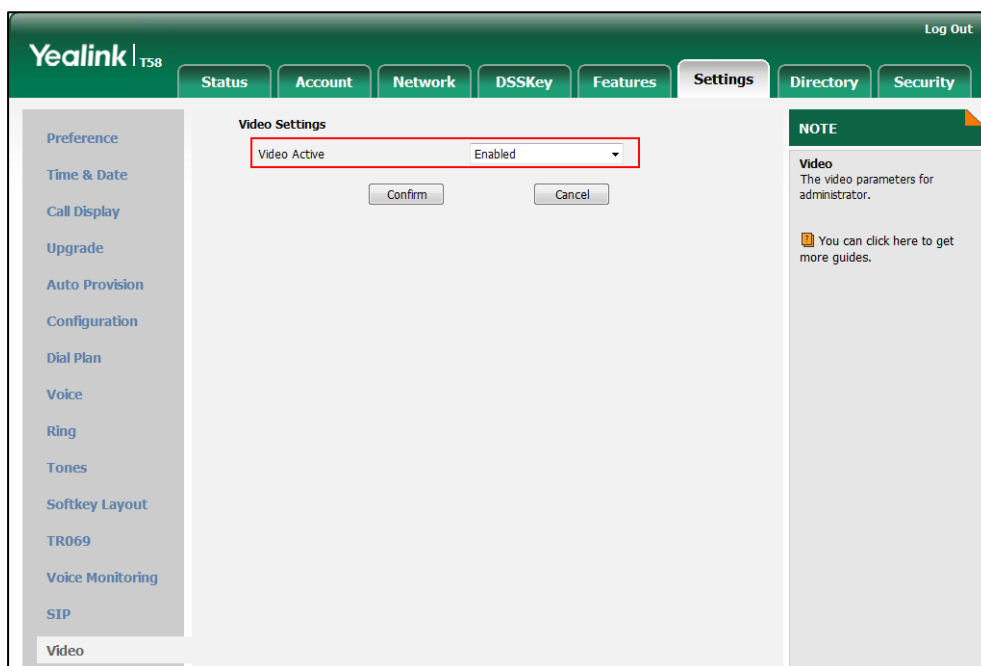 Log Out
Yealink T58
Status Account Network DSSKey Features Settings Directory Security
Preference
Time & Date
Call Display
Upgrade
Auto Provision
Configuration
Dial Plan
Voice
Ring
Tones
Softkey Layout
TR069
Voice Monitoring
SIP
Video
Video Settings
Video Active Enabled
Confirm Cancel
NOTE
Video
The video parameters for
administrator.
? You can click here to get
more guides.